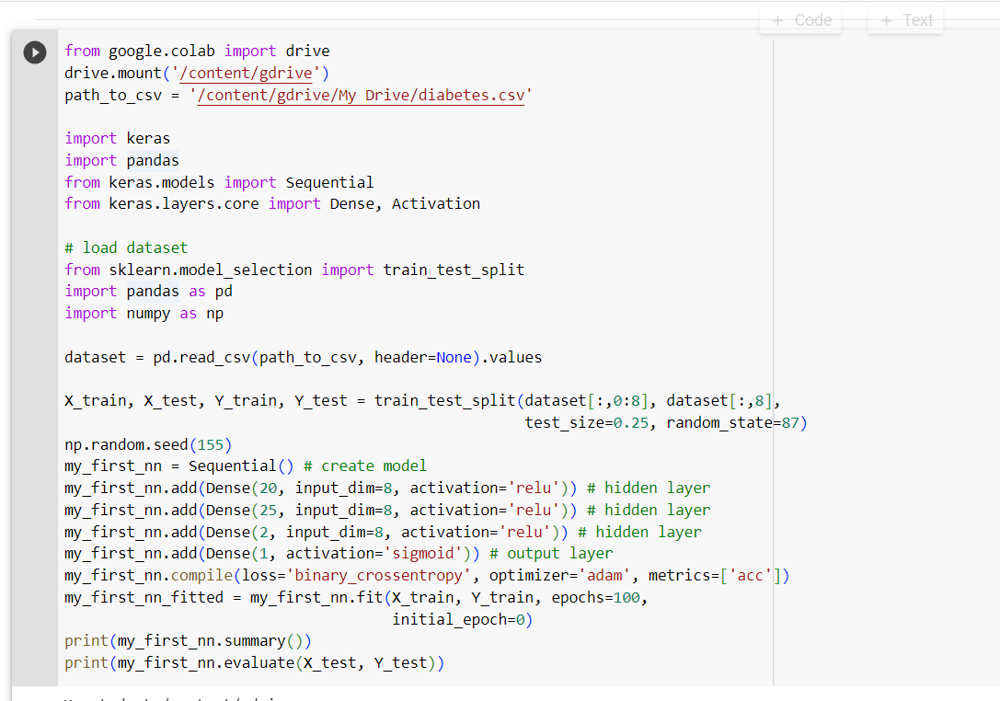 + Code + Text
from google.colab import drive
drive.mount('/content/gdrive')
path_to_csv = '/content/gdrive/My Drive/diabetes.csv'
import keras
import pandas
from keras.models import Sequential
from keras.layers.core import Dense, Activation
# load dataset
from sklearn.model_selection import train_test_split
import pandas as pd
import numpy as np
dataset = pd.read_csv(path_to_csv, header=None).values
X_train, X_test, Y_train, Y_test = train_test_split(dataset[:,0:8], dataset[:,8],
test_size=0.25, random_state=87)
np.random.seed(155)
my_first_nn = Sequential() # create model
my_first_nn.add(Dense(20, input_dim=8, activation='relu')) # hidden layer
my_first_nn.add(Dense(25, input_dim=8, activation='relu')) # hidden layer
my_first_nn.add(Dense(2, input_dim=8, activation='relu')) # hidden layer
my_first_nn.add(Dense(1, activation='sigmoid')) # output layer
my_first_nn.compile(loss='binary_crossentropy', optimizer='adam', metrics=['acc'])
my_first_nn_fitted = my_first_nn.fit(X_train, Y_train, epochs=100,
initial_epoch=0)
print(my_first_nn.summary())
print(my_first_nn.evaluate(X_test, Y_test))